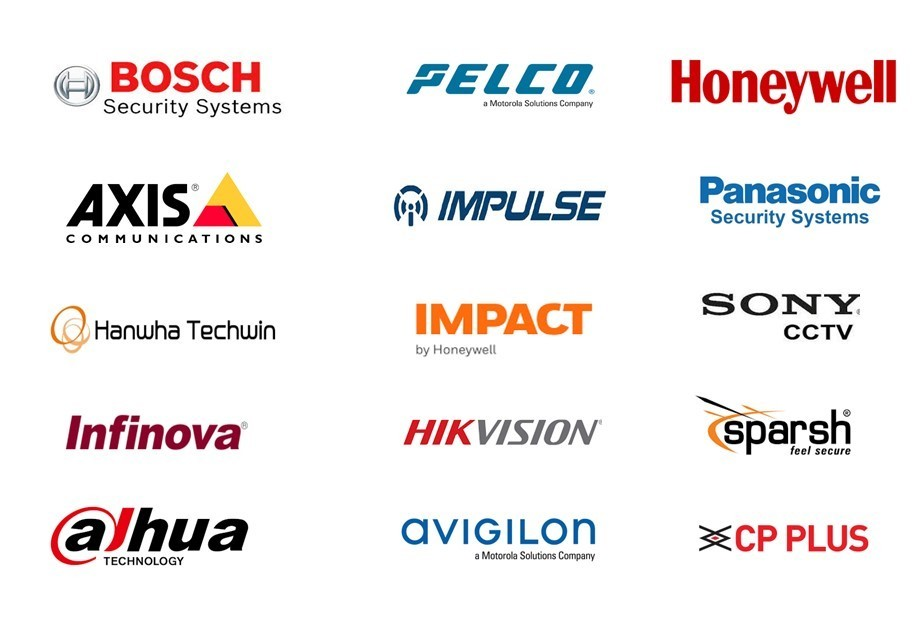 BOSCH
Security Systems
PELCO®
a Motorola Solutions Company
Honeywell
AXIS®
COMMUNICATIONS
IMPULSE
Panasonic
Security Systems
Hanwha Techwin
IMPACT
by Honeywell
SONY®
CCTV
Infinova®
HIKVISION®
sparsh®
feel secure
alhua
TECHNOLOGY
avigilon
a Motorola Solutions Company
CP PLUS